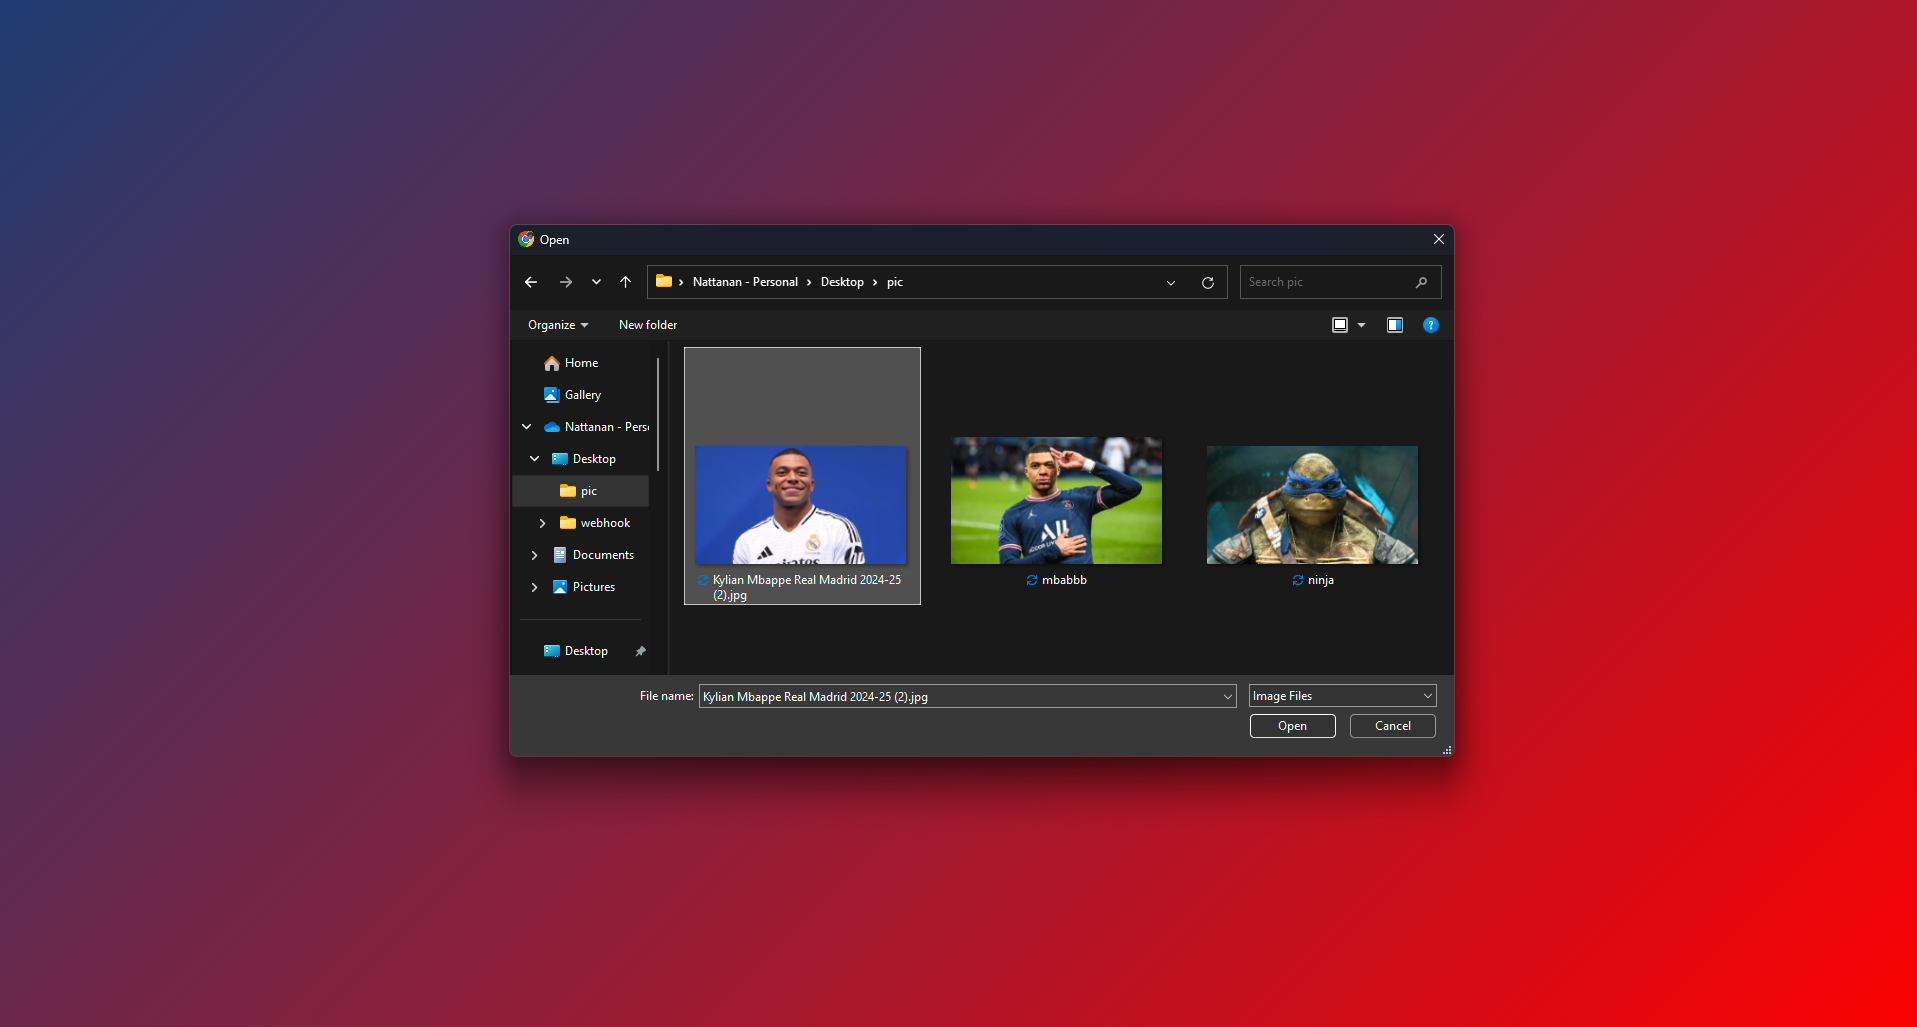 Open
Nattanan - Personal > Desktop > pic
Search pic
Organize
New folder
Home
Gallery
Nattanan - Pers
Desktop
pic
webhook
Documents
Pictures
Desktop
Kylian Mbappe Real Madrid 2024-25
(2).jpg
mbabbb
ninja
File name:
Kylian Mbappe Real Madrid 2024-25 (2).jpg
Image Files
Open
Cancel